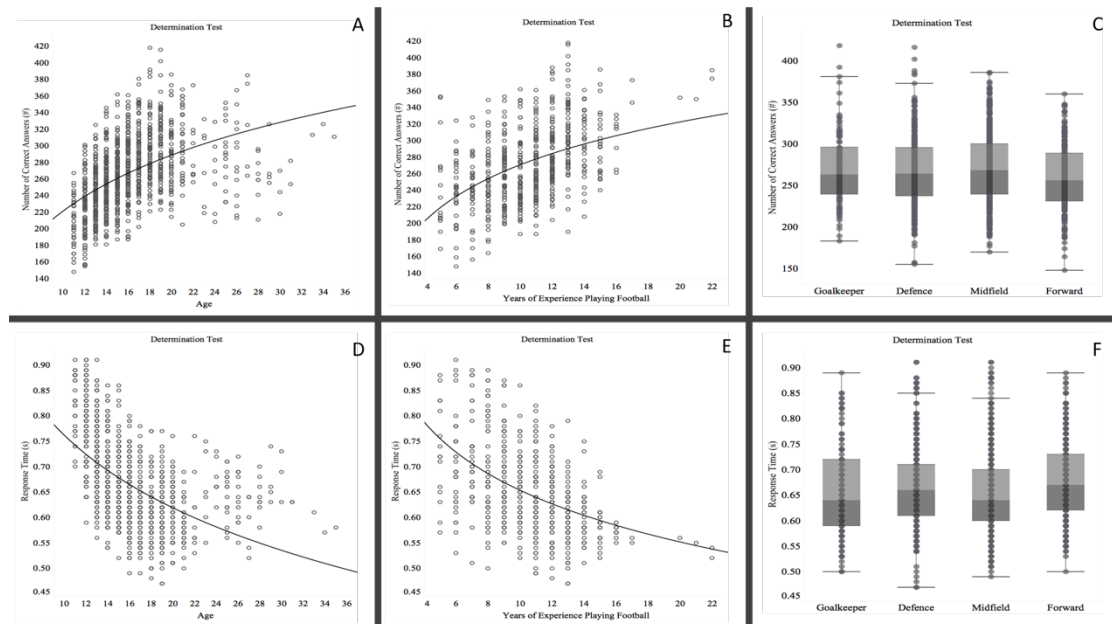 A
Determination Test
Number of Correct Answers (#)
420
400
380
360
340
320
300
280
260
240
220
200
180
160
140
10 12 14 16 18 20 22 24 26 28 30 32 34 36
Age
B
Determination Test
Number of Correct Answers (#)
420
400
380
360
340
320
300
280
260
240
220
200
180
160
140
4 6 8 10 12 14 16 18 20 22
Years of Experience Playing Football
C
Determination Test
Number of Correct Answers (#)
400
350
300
250
200
150
Goalkeeper Defence Midfield Forward
D
Determination Test
Response Time (s)
0.90
0.85
0.80
0.75
0.70
0.65
0.60
0.55
0.50
0.45
10 12 14 16 18 20 22 24 26 28 30 32 34 36
Age
E
Determination Test
Response Time (s)
0.90
0.85
0.80
0.75
0.70
0.65
0.60
0.55
0.50
0.45
4 6 8 10 12 14 16 18 20 22
Years of Experience Playing Football
F
Determination Test
Response Time (s)
0.90
0.85
0.80
0.75
0.70
0.65
0.60
0.55
0.50
0.45
Goalkeeper Defence Midfield Forward